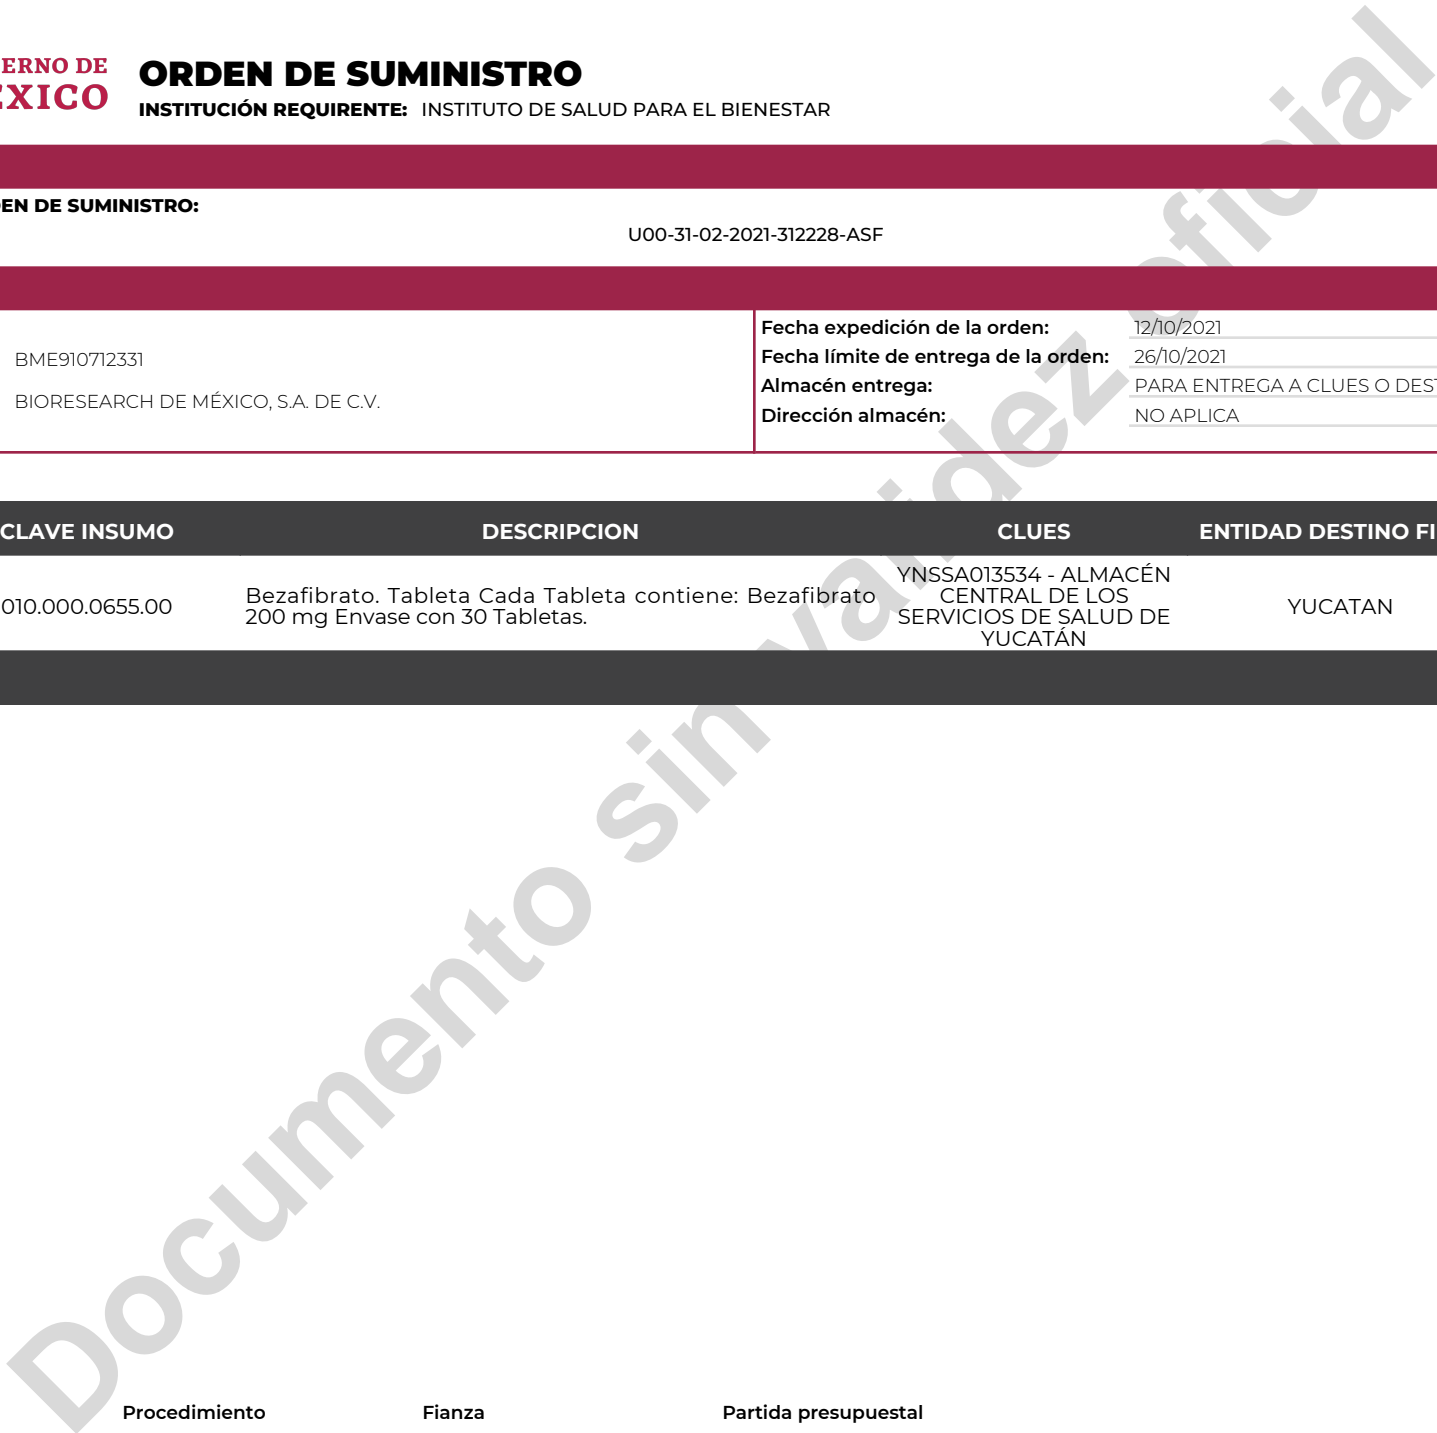 ERNO DE
ÉXICO
ORDEN DE SUMINISTRO
INSTITUCIÓN REQUIRENTE: INSTITUTO DE SALUD PARA EL BIENESTAR
EN DE SUMINISTRO:
U00-31-02-2021-312228-ASF
BME910712331
BIORESEARCH DE MÉXICO, S.A. DE C.V.
Fecha expedición de la orden: 12/10/2021
Fecha límite de entrega de la orden: 26/10/2021
Almacén entrega: PARA ENTREGA A CLUES O DEST
Dirección almacén: NO APLICA
CLAVE INSUMO DESCRIPCION CLUES ENTIDAD DESTINO FI
010.000.0655.00
Bezafibrato. Tableta Cada Tableta contiene: Bezafibrato
200 mg Envase con 30 Tabletas.
YNSSA013534 - ALMACÉN
CENTRAL DE LOS
SERVICIOS DE SALUD DE
YUCATÁN
YUCATAN
Documento sin validez oficial
Procedimiento Fianza Partida presupuestal